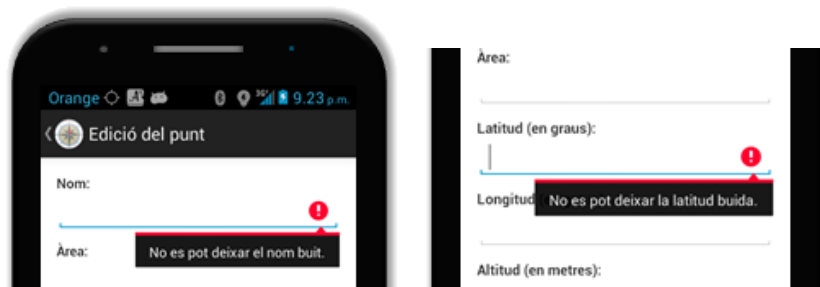 Orange 3G 9.23 p.m.
Edició del punt
Nom:
Àrea:
No es pot deixar el nom buit.
Àrea:
Latitud (en graus):
Longitud
No es pot deixar la latitud buida.
Altitud (en metres):